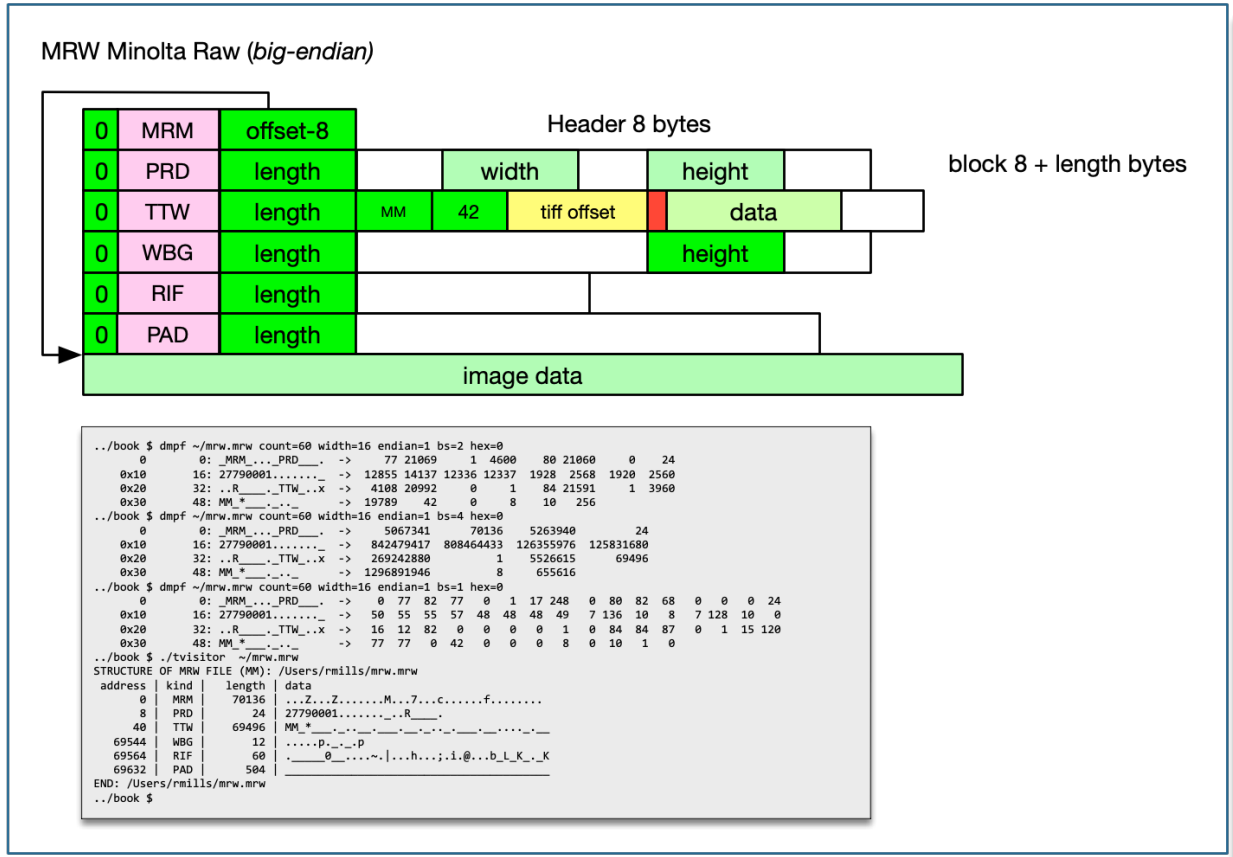 MRW Minolta Raw (big-endian)
Header 8 bytes
0 MRM offset-8
0 PRD length width height
block 8 + length bytes
0 TTW length MM 42 tiff offset data
0 WBG length height
0 RIF length
0 PAD length
image data
../book $ dmpf ~/mrw.mrw count=60 width=16 endian=1 bs=2 hex=0
0 0: _MRM_..._PRD___. -> 77 21069 1 4600 80 21060 0 24
0x10 16: 27790001......._ -> 12855 14137 12336 12337 1928 2568 1920 2560
0x20 32: ..R____._TTW_..x -> 4108 20992 0 1 84 21591 1 3960
0x30 48: MM_*___._.._ -> 19789 42 0 8 10 256
../book $ dmpf ~/mrw.mrw count=60 width=16 endian=1 bs=4 hex=0
0 0: _MRM_..._PRD___. -> 5067341 70136 5263940 24
0x10 16: 27790001......._ -> 842479417 808464433 126355976 125831680
0x20 32: ..R____._TTW_..x -> 269242880 1 5526615 69496
0x30 48: MM_*___._.._ -> 1296891946 8 655616
../book $ dmpf ~/mrw.mrw count=60 width=16 endian=1 bs=1 hex=0
0 0: _MRM_..._PRD___. -> 0 77 82 77 0 1 17 248 0 80 82 68 0 0 0 24
0x10 16: 27790001......._ -> 50 55 55 57 48 48 48 49 7 136 10 8 7 128 10 0
0x20 32: ..R____._TTW_..x -> 16 12 82 0 0 0 0 1 0 84 84 87 0 1 15 120
0x30 48: MM_*___._.._ -> 77 77 0 42 0 0 0 8 0 10 1 0
../book $ ./tvisitor ~/mrw.mrw
STRUCTURE OF MRW FILE (MM): /Users/rmills/mrw.mrw
address | kind | length | data
0 | MRM | 70136 | ...Z...Z.......M...7...c......f........
8 | PRD | 24 | 27790001......._..R____.
40 | TTW | 69496 | MM_*___._..__.___.__._.._.___.__...._.__
69544 | WBG | 12 | .....p._._.p
69564 | RIF | 60 | ._____0__....~.|...h...;.i.@...b_L_K_._K
69632 | PAD | 504 | ________________________________________
END: /Users/rmills/mrw.mrw
../book $